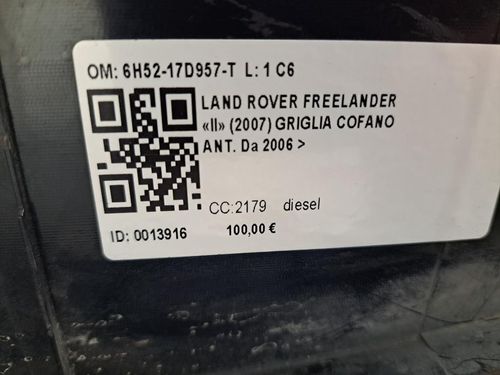 OM: 6H52-17D957-T L: 1 C6
LAND ROVER FREELANDER
«II» (2007) GRIGLIA COFANO
ANT. Da 2006 >
CC:2179 diesel
ID: 0013916 100,00 €